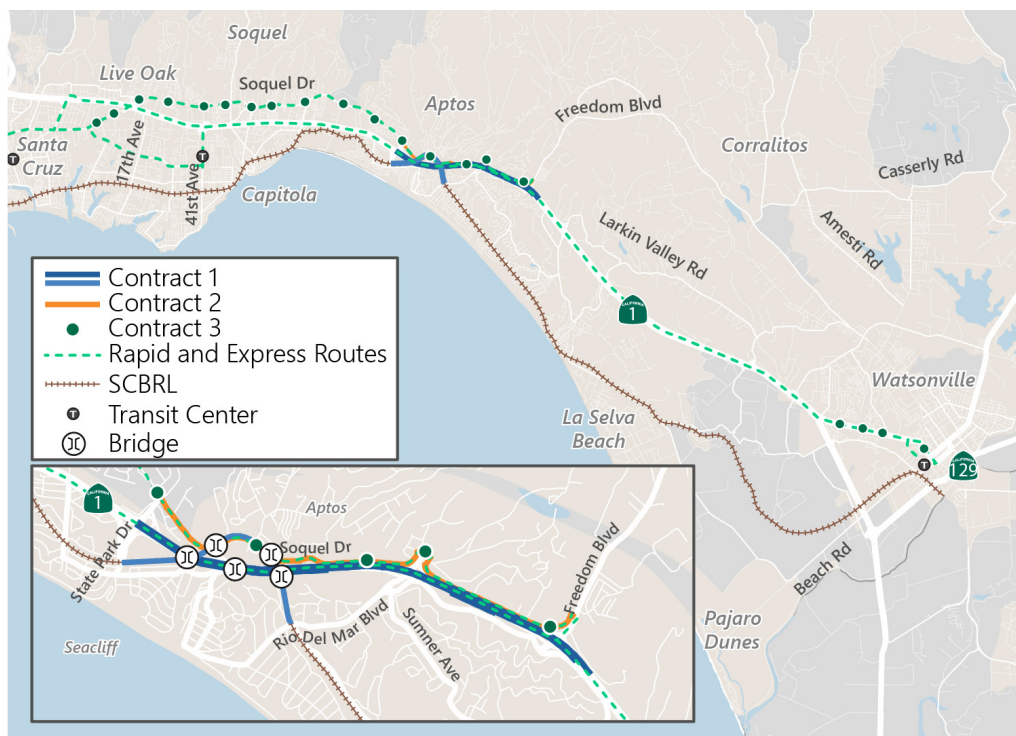 Soquel
Live Oak
Soquel Dr
Aptos
Freedom Blvd
Corralitos
Santa
Cruz
17th Ave
41st Ave
Casserly Rd
Capitola
Amesti Rd
Larkin Valley Rd
CALIFORNIA
1
Contract 1
Contract 2
Contract 3
Rapid and Express Routes
SCBRL
T
Transit Center
Bridge
Watsonville
La Selva
Beach
CALIFORNIA
129
Beach Rd
Pajaro
Dunes
CALIFORNIA
1
Aptos
State Park Dr
Soquel Dr
Freedom Blvd
Rio Del Mar Blvd
Sumner Ave
Seacliff
T
T
T